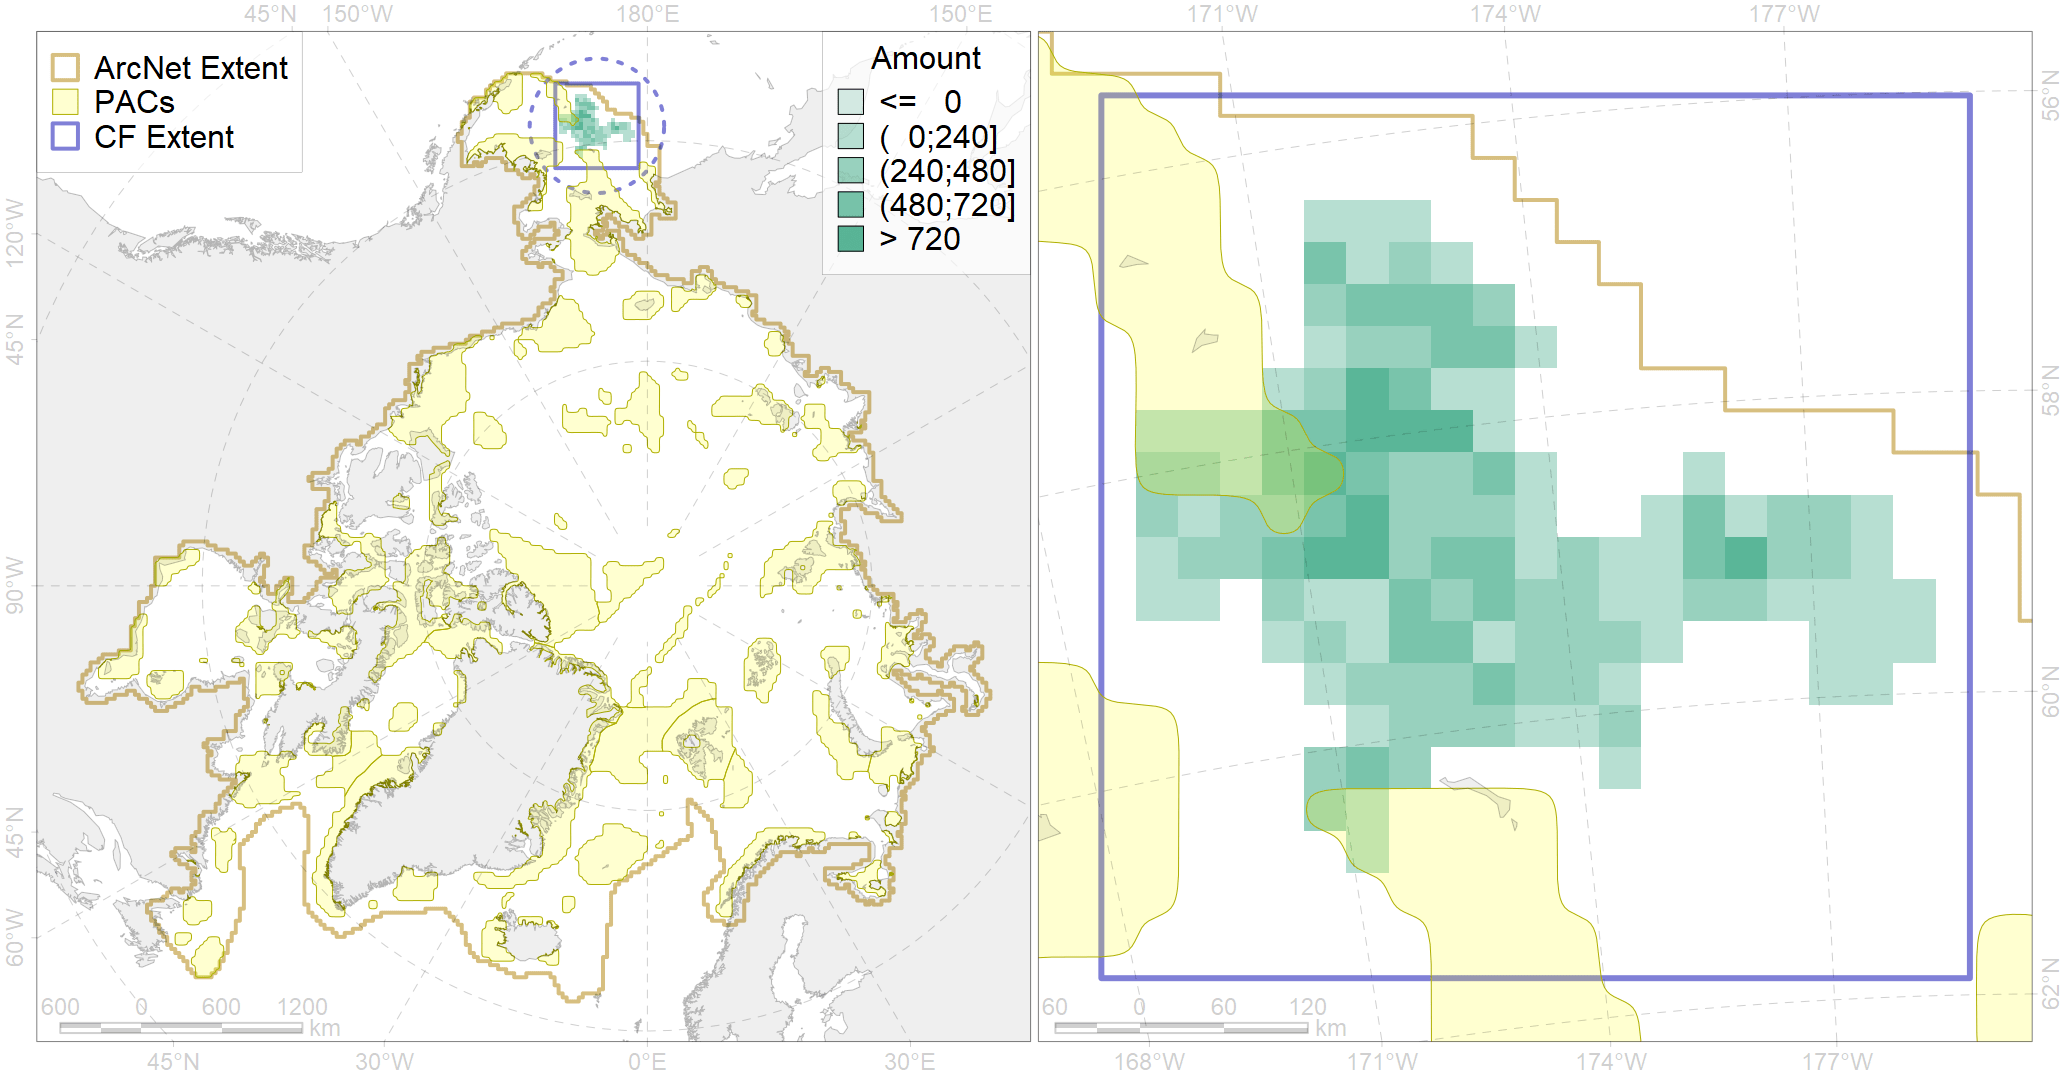 45°N 150°W 180°E 150°E 171°W 174°W 177°W
ArcNet Extent
PACs
CF Extent
Amount
<= 0
( 0;240]
(240;480]
(480;720]
> 720
120°W
45°N
90°W
45°N
60°W
56°N
58°N
60°N
62°N
600 0 600 1200
km
60 0 60 120
km
45°N 30°W 0°E 30°E 168°W 171°W 174°W 177°W